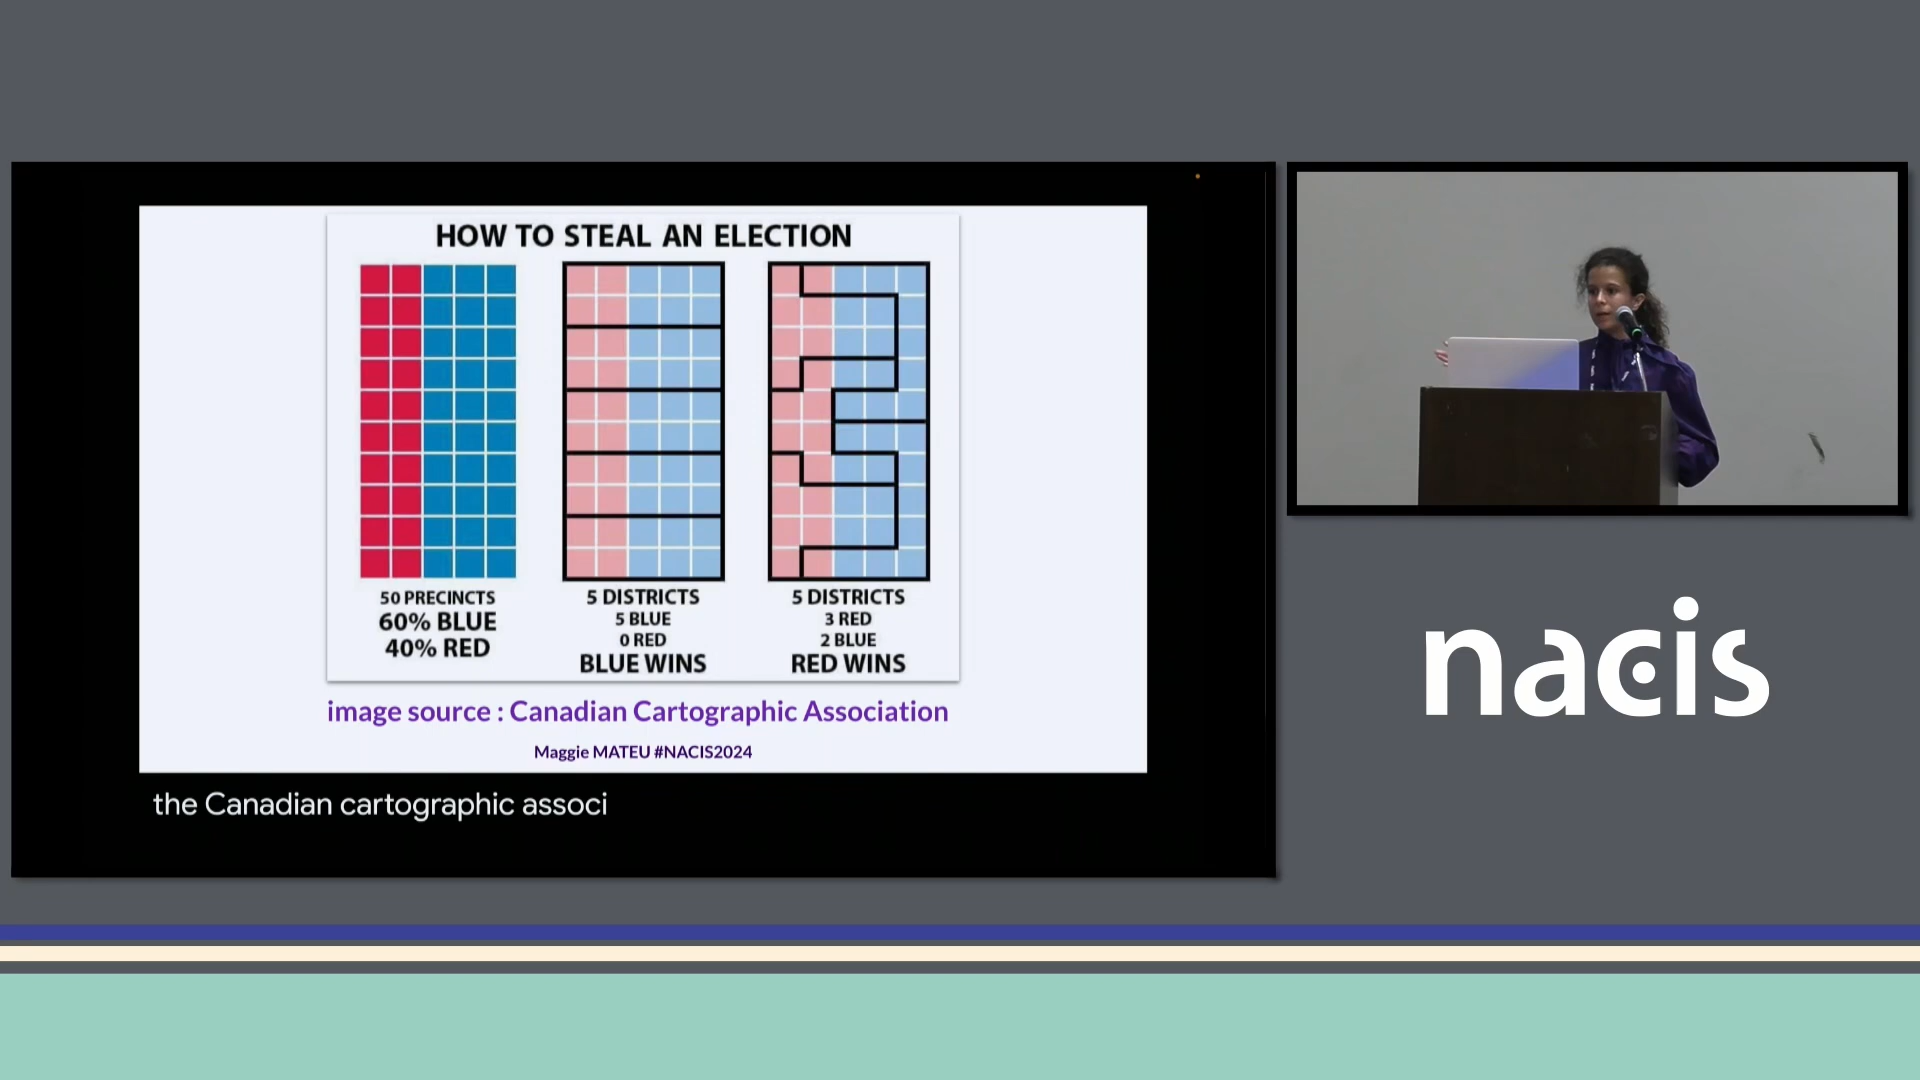 HOW TO STEAL AN ELECTION
50 PRECINCTS
60% BLUE
40% RED
5 DISTRICTS
5 BLUE
0 RED
BLUE WINS
5 DISTRICTS
3 RED
2 BLUE
RED WINS
image source : Canadian Cartographic Association
Maggie MATEU #NACIS2024
the Canadian cartographic associ
nacis